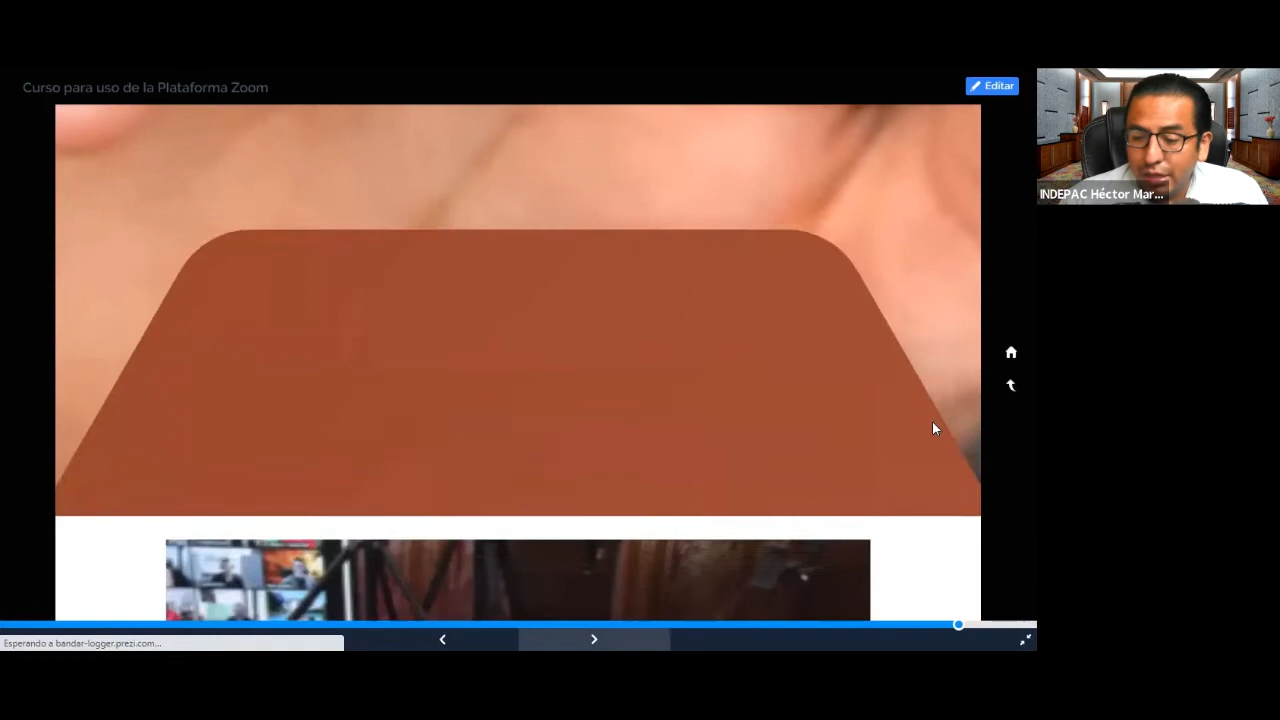 Curso para uso de la Plataforma Zoom
Editar
INDEPAC Héctor Mar...
Esperando a bandar-logger.prezi.com...